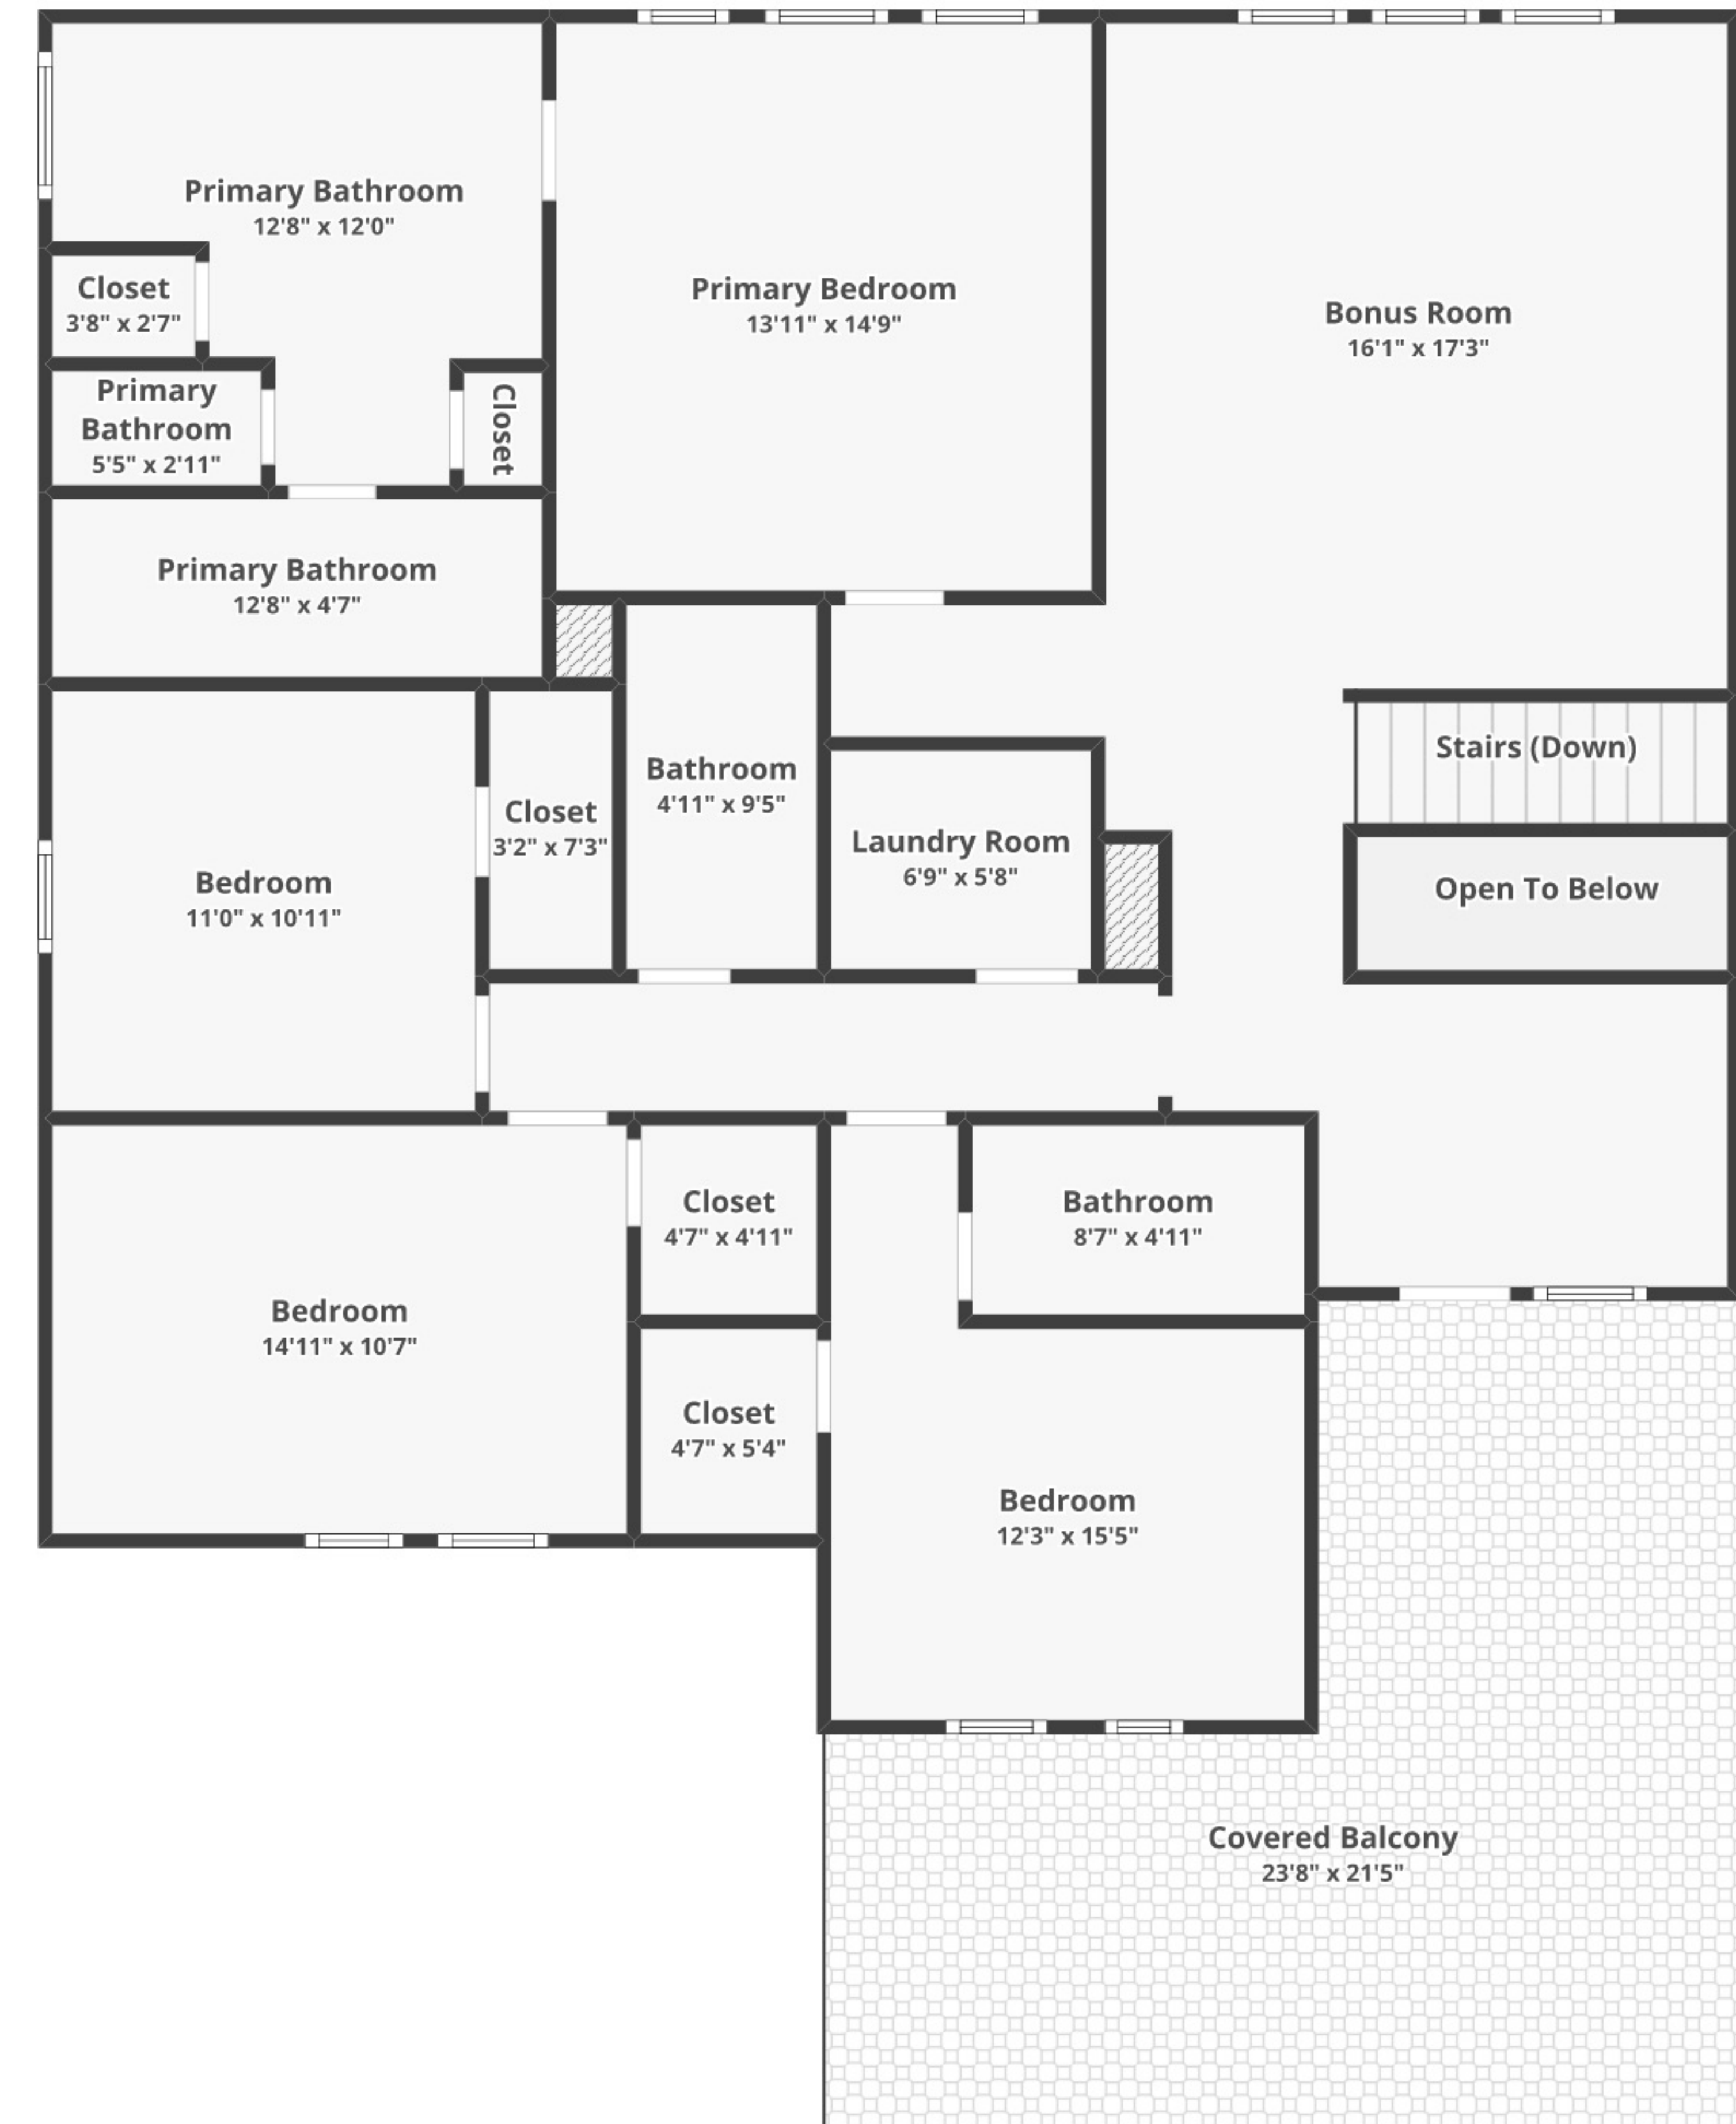 Primary Bathroom
12'8" x 12'0"
Primary Bedroom
13'11" x 14'9"
Bonus Room
16'1" x 17'3"
Closet
3'8" x 2'7"
Primary
Bathroom
5'5" x 2'11"
Closet
Primary Bathroom
12'8" x 4'7"
Stairs (Down)
Bathroom
4'11" x 9'5"
Closet
3'2" x 7'3"
Laundry Room
6'9" x 5'8"
Bedroom
11'0" x 10'11"
Open To Below
Closet
4'7" x 4'11"
Bathroom
8'7" x 4'11"
Bedroom
14'11" x 10'7"
Closet
4'7" x 5'4"
Bedroom
12'3" x 15'5"
Covered Balcony
23'8" x 21'5"